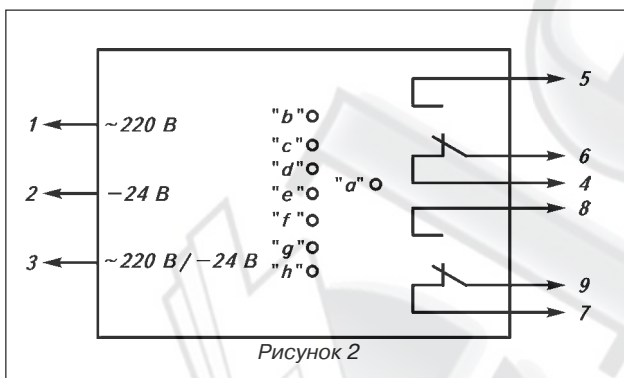 5
"b"
1 ~220 В
"c"
6
"d"
"a"
4
2 −24 В
"e"
8
"f"
"g"
3 ~220 В / −24 В
"h"
9
7
Рисунок 2